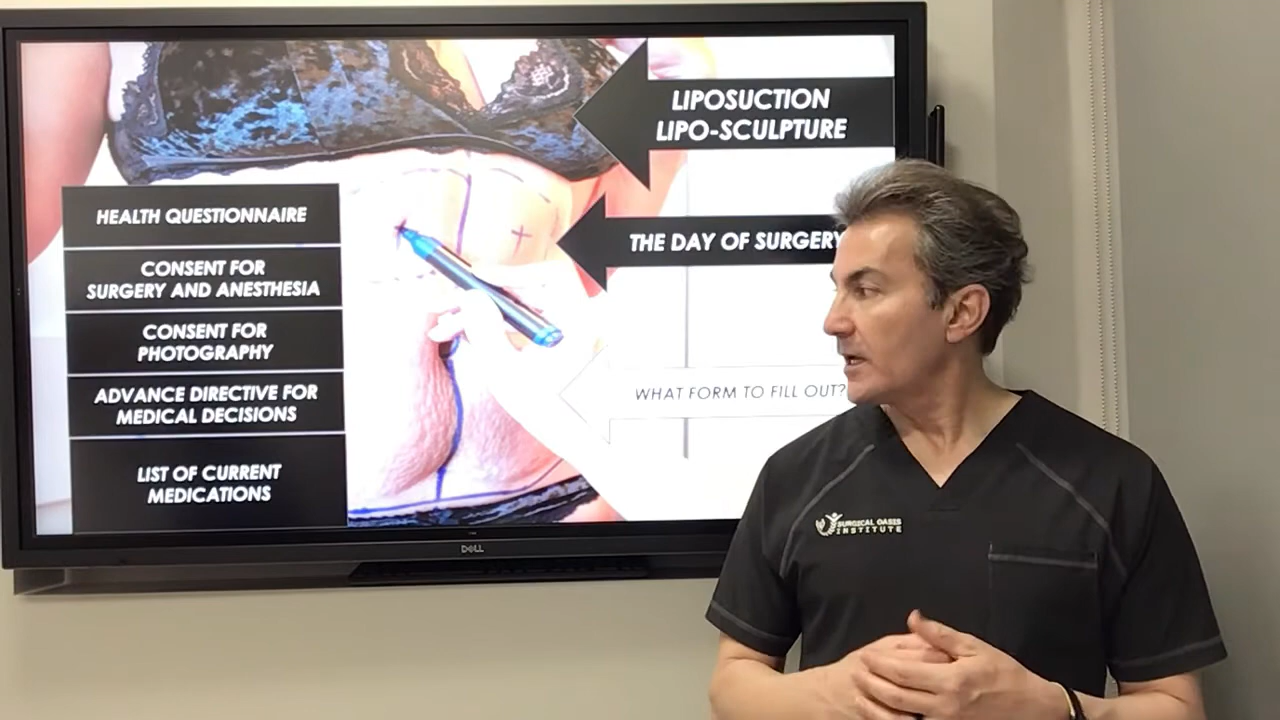 LIPOSUCTION
LIPO-SCULPTURE
HEALTH QUESTIONNAIRE
THE DAY OF SURGERY
CONSENT FOR
SURGERY AND ANESTHESIA
CONSENT FOR
PHOTOGRAPHY
ADVANCE DIRECTIVE FOR
MEDICAL DECISIONS
WHAT FORM TO FILL OUT?
LIST OF CURRENT
MEDICATIONS
SURGICAL OASIS
INSTITUTE
DELL